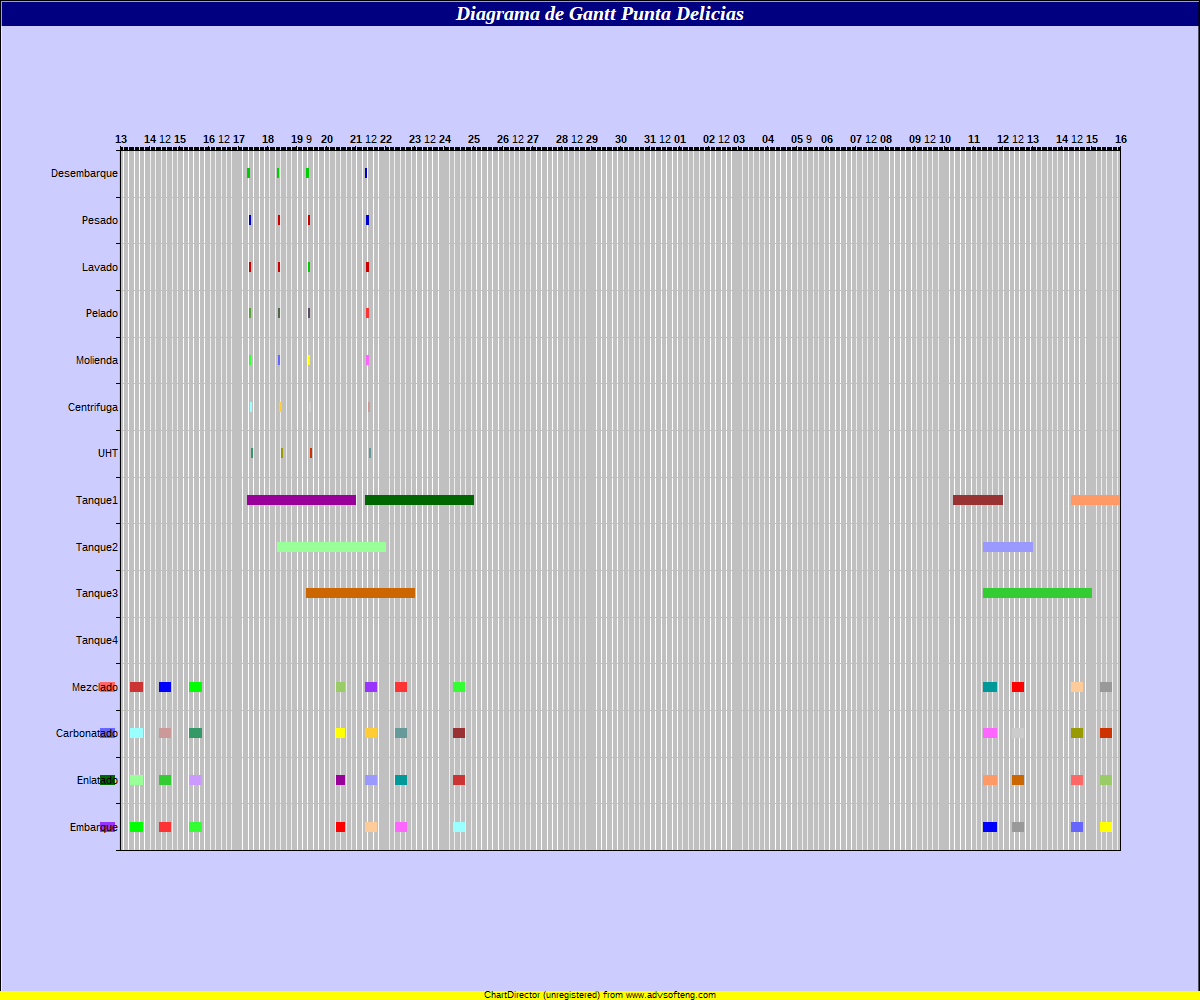 Diagrama de Gantt Punta Delicias
13 14 12 15 16 12 17 18 19 9 20 21 12 22 23 12 24 25 26 12 27 28 12 29 30 31 12 01 02 12 03 04 05 9 06 07 12 08 09 12 10 11 12 12 13 14 12 15 16
Desembarque
Pesado
Lavado
Pelado
Molienda
Centrifuga
UHT
Tanque1
Tanque2
Tanque3
Tanque4
Mezclado
Carbonatado
Enlatado
Embarque
ChartDirector (unregistered) from www.advsofteng.com